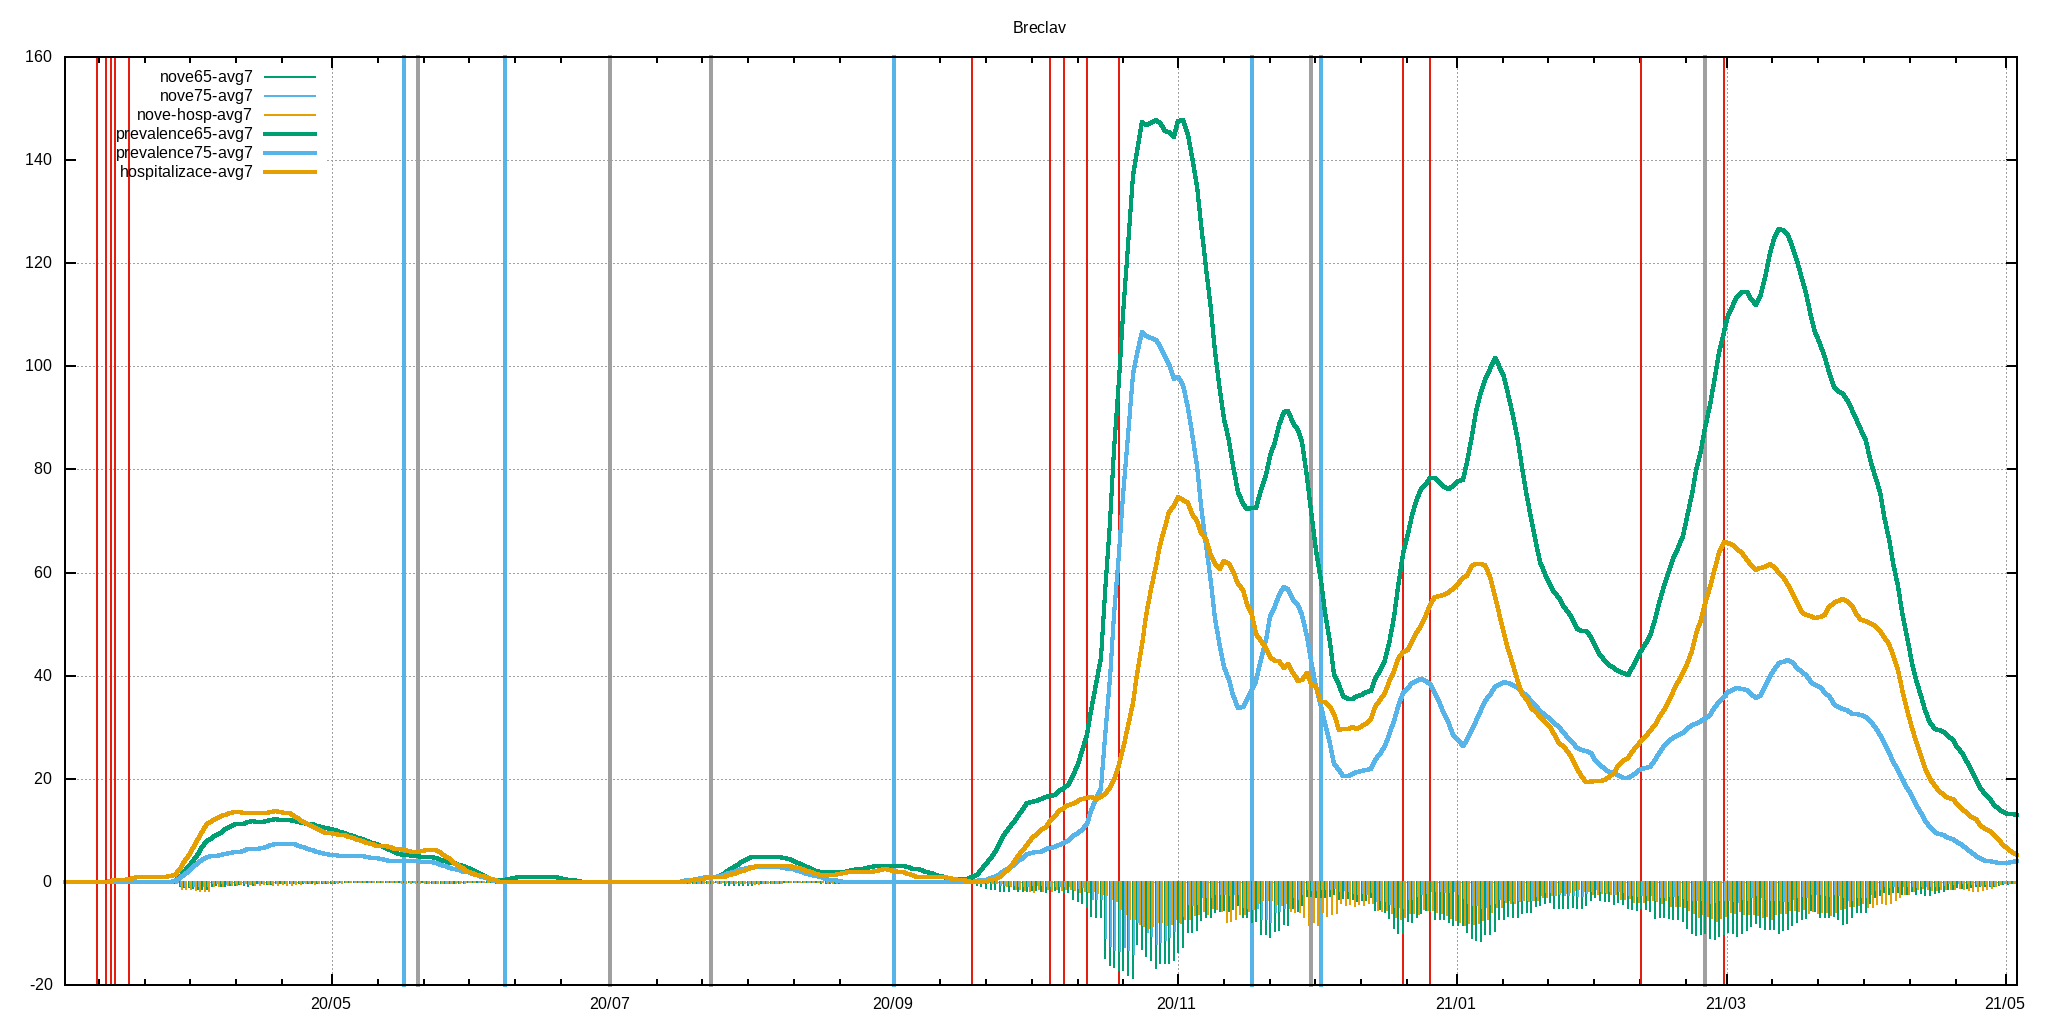 Breclav
160
140
120
100
80
60
40
20
0
-20
nove65-avg7
nove75-avg7
nove-hosp-avg7
prevalence65-avg7
prevalence75-avg7
hospitalizace-avg7
20/05 20/07 20/09 20/11 21/01 21/03 21/05